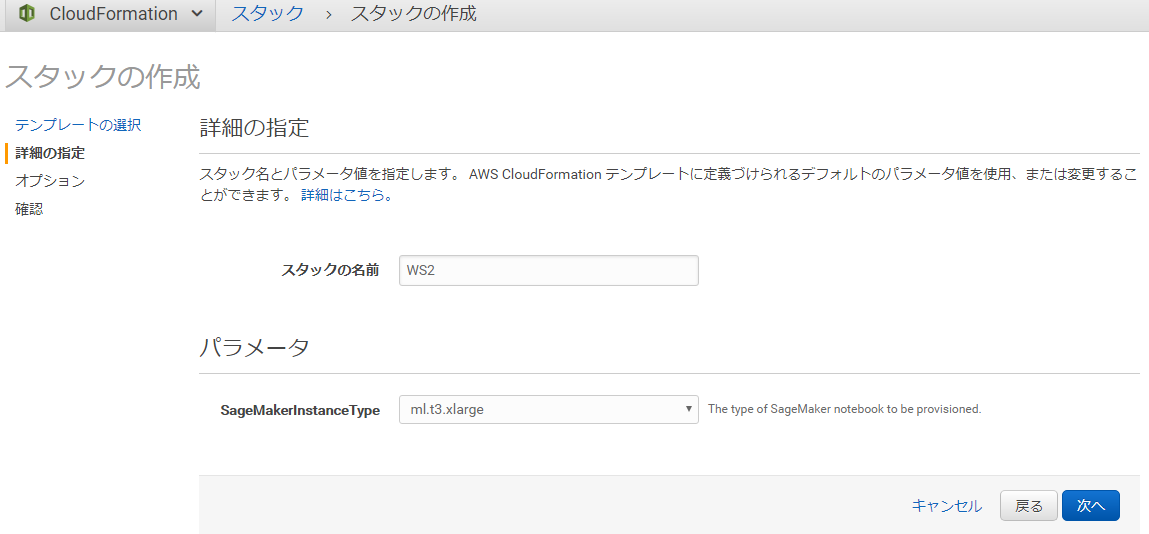 CloudFormation スタック › スタックの作成
スタックの作成
テンプレートの選択
詳細の指定
オプション
確認
詳細の指定
スタック名とパラメータ値を指定します。 AWS CloudFormation テンプレートに定義づけられるデフォルトのパラメータ値を使用、または変更するこ
とができます。 詳細はこちら。
スタックの名前 WS2
パラメータ
SageMakerInstanceType ml.t3.xlarge The type of SageMaker notebook to be provisioned.
キャンセル 戻る 次へ